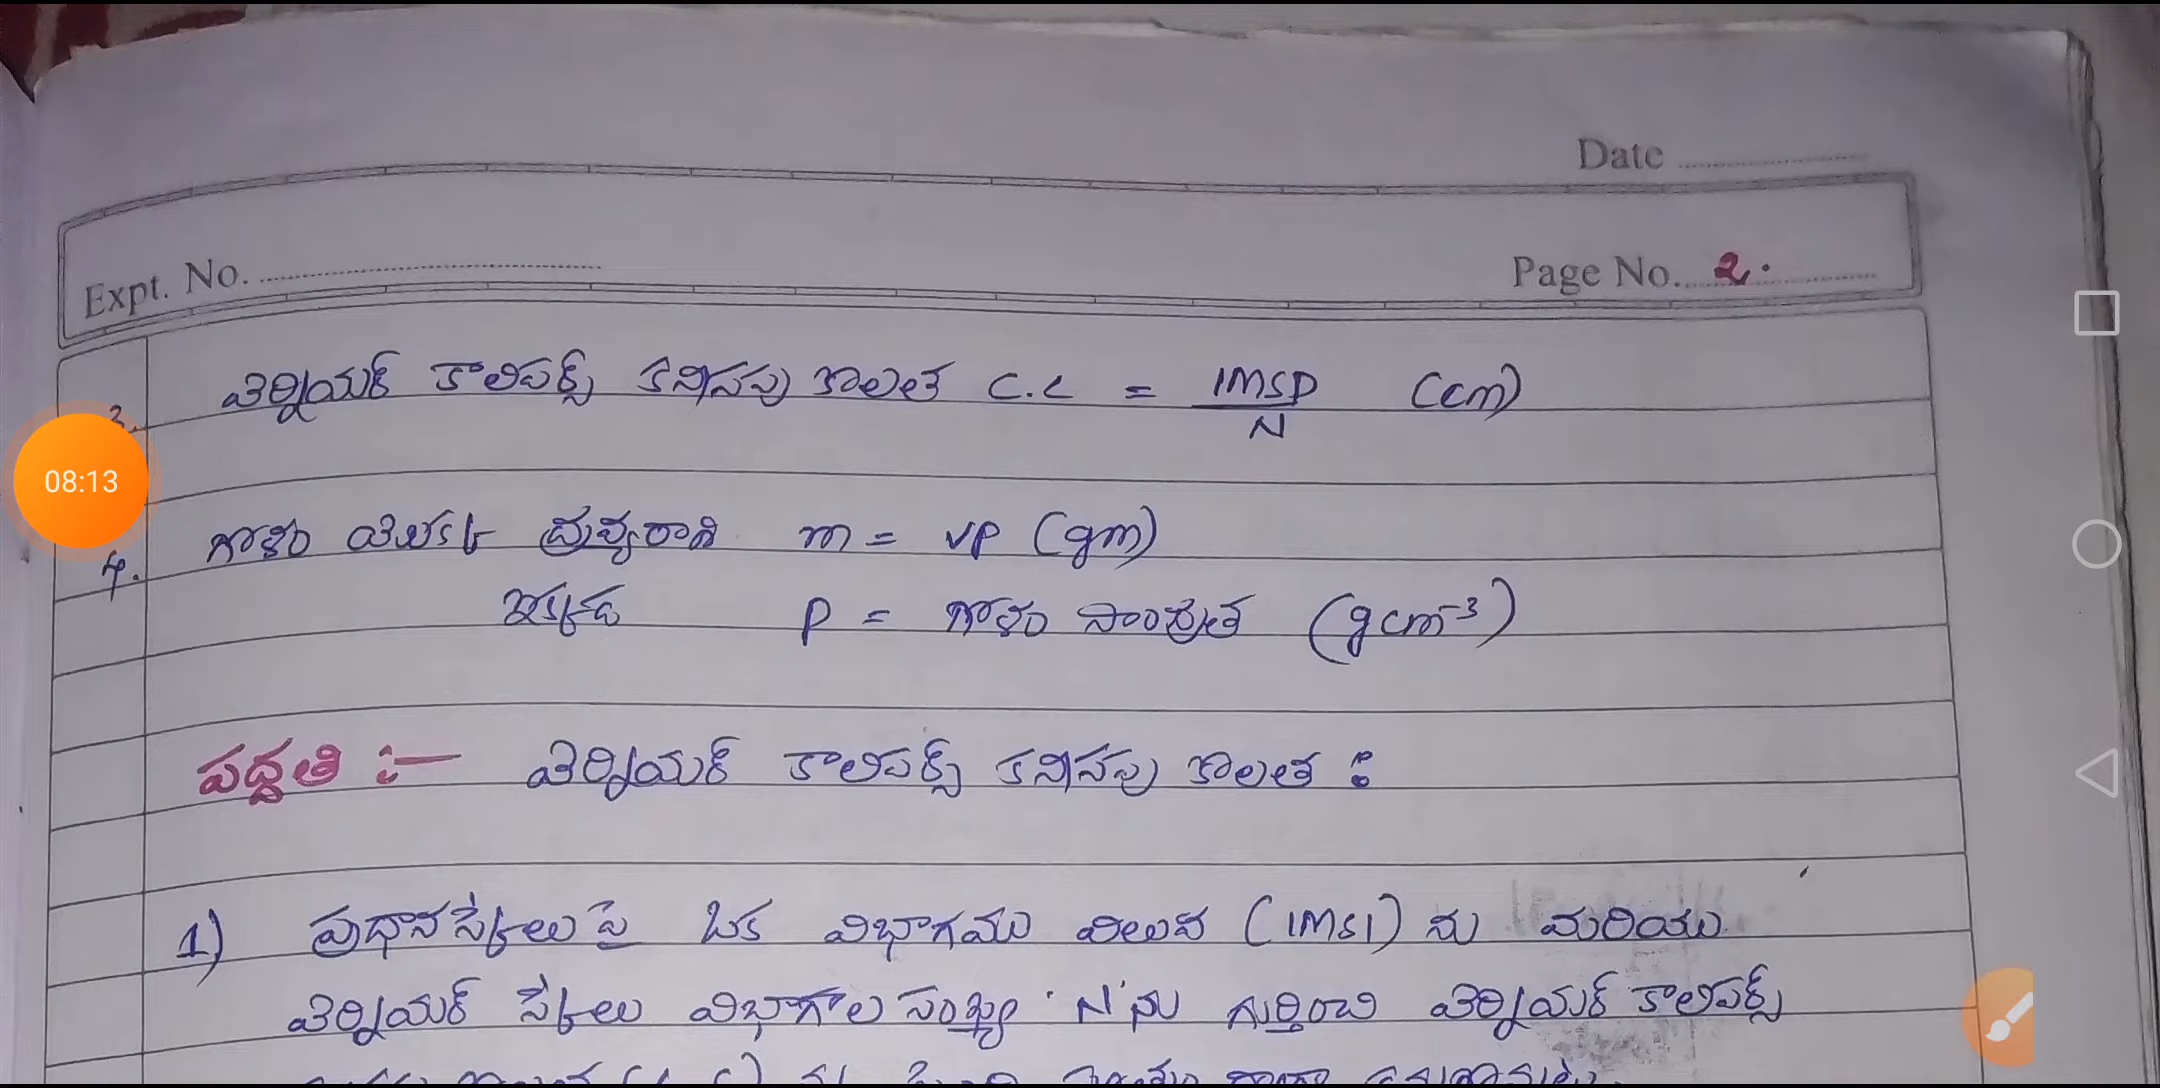 Date
Expt. No.
Page No. 2.
3. వెర్నియర్ కాలిపర్స్ కనీసపు కొలత C.C = 1MSD/N (cm)
08:13
4. గోళం యొక్క ద్రవ్యరాశి m = vρ (gm)
ఇక్కడ ρ = గోళం సాంద్రత (gcm⁻³)
పద్దతి :- వెర్నియర్ కాలిపర్స్ కనీసపు కొలత :
1) ప్రధానస్కేలు పై ఒక విభాగము విలువ (1MSD) ను మరియు
వెర్నియర్ స్కేలు విభాగాల సంఖ్య 'N'ను గుర్తించి వెర్నియర్ కాలిపర్స్